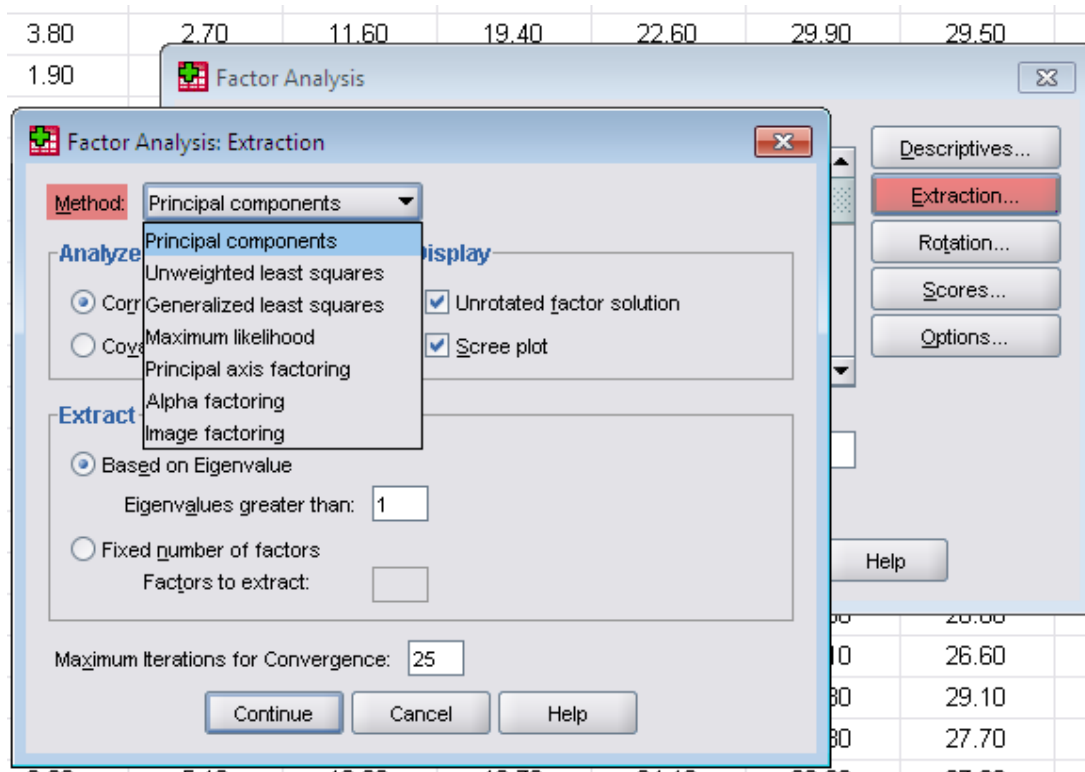 3.80 2.70 11.60 19.40 22.60 29.90 29.50
1.90
Factor Analysis
Factor Analysis: Extraction
Descriptives...
Extraction...
Rotation...
Scores...
Options...
Method: Principal components
Principal components
Unweighted least squares
Generalized least squares
Maximum likelihood
Principal axis factoring
Alpha factoring
Image factoring
Analyze
Display
Unrotated factor solution
Scree plot
Extract
Based on Eigenvalue
Eigenvalues greater than: 1
Fixed number of factors
Factors to extract:
Maximum Iterations for Convergence: 25
Continue Cancel Help
Help
26.60
29.10
27.70